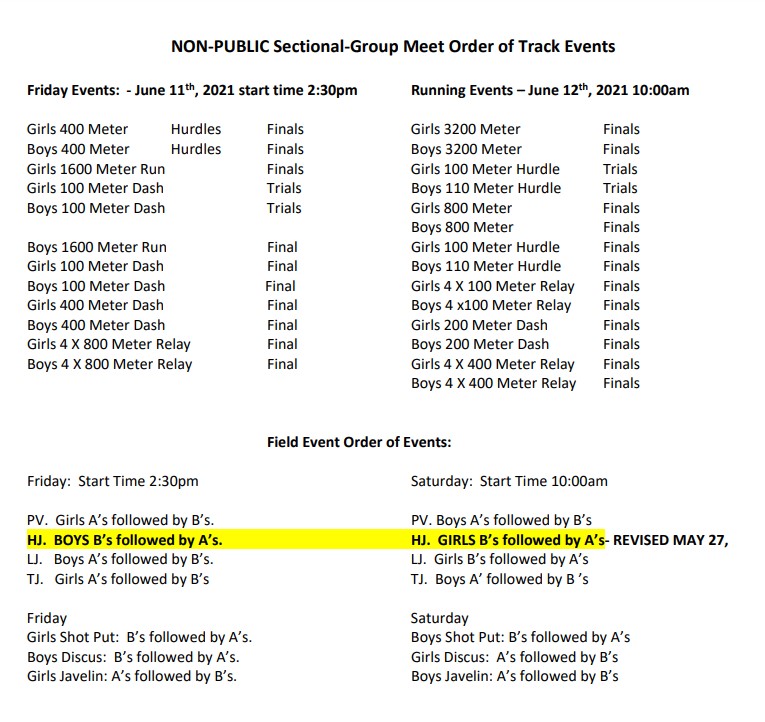 NON-PUBLIC Sectional-Group Meet Order of Track Events
Friday Events: - June 11th, 2021 start time 2:30pm
Girls 400 Meter Hurdles Finals
Boys 400 Meter Hurdles Finals
Girls 1600 Meter Run Finals
Girls 100 Meter Dash Trials
Boys 100 Meter Dash Trials
Boys 1600 Meter Run Final
Girls 100 Meter Dash Final
Boys 100 Meter Dash Final
Girls 400 Meter Dash Final
Boys 400 Meter Dash Final
Girls 4 X 800 Meter Relay Final
Boys 4 X 800 Meter Relay Final
Running Events – June 12th, 2021 10:00am
Girls 3200 Meter Finals
Boys 3200 Meter Finals
Girls 100 Meter Hurdle Trials
Boys 110 Meter Hurdle Trials
Girls 800 Meter Finals
Boys 800 Meter Finals
Girls 100 Meter Hurdle Finals
Boys 110 Meter Hurdle Finals
Girls 4 X 100 Meter Relay Finals
Boys 4 x100 Meter Relay Finals
Girls 200 Meter Dash Finals
Boys 200 Meter Dash Finals
Girls 4 X 400 Meter Relay Finals
Boys 4 X 400 Meter Relay Finals
Field Event Order of Events:
Friday: Start Time 2:30pm
PV. Girls A’s followed by B’s.
HJ. BOYS B’s followed by A’s.
LJ. Boys A’s followed by B’s.
TJ. Girls A’s followed by B’s
Friday
Girls Shot Put: B’s followed by A’s.
Boys Discus: B’s followed by A’s.
Girls Javelin: A’s followed by B’s.
Saturday: Start Time 10:00am
PV. Boys A’s followed by B’s
HJ. GIRLS B’s followed by A’s- REVISED MAY 27,
LJ. Girls B’s followed by A’s
TJ. Boys A’ followed by B ’s
Saturday
Boys Shot Put: B’s followed by A’s
Girls Discus: A’s followed by B’s
Boys Javelin: A’s followed by B’s